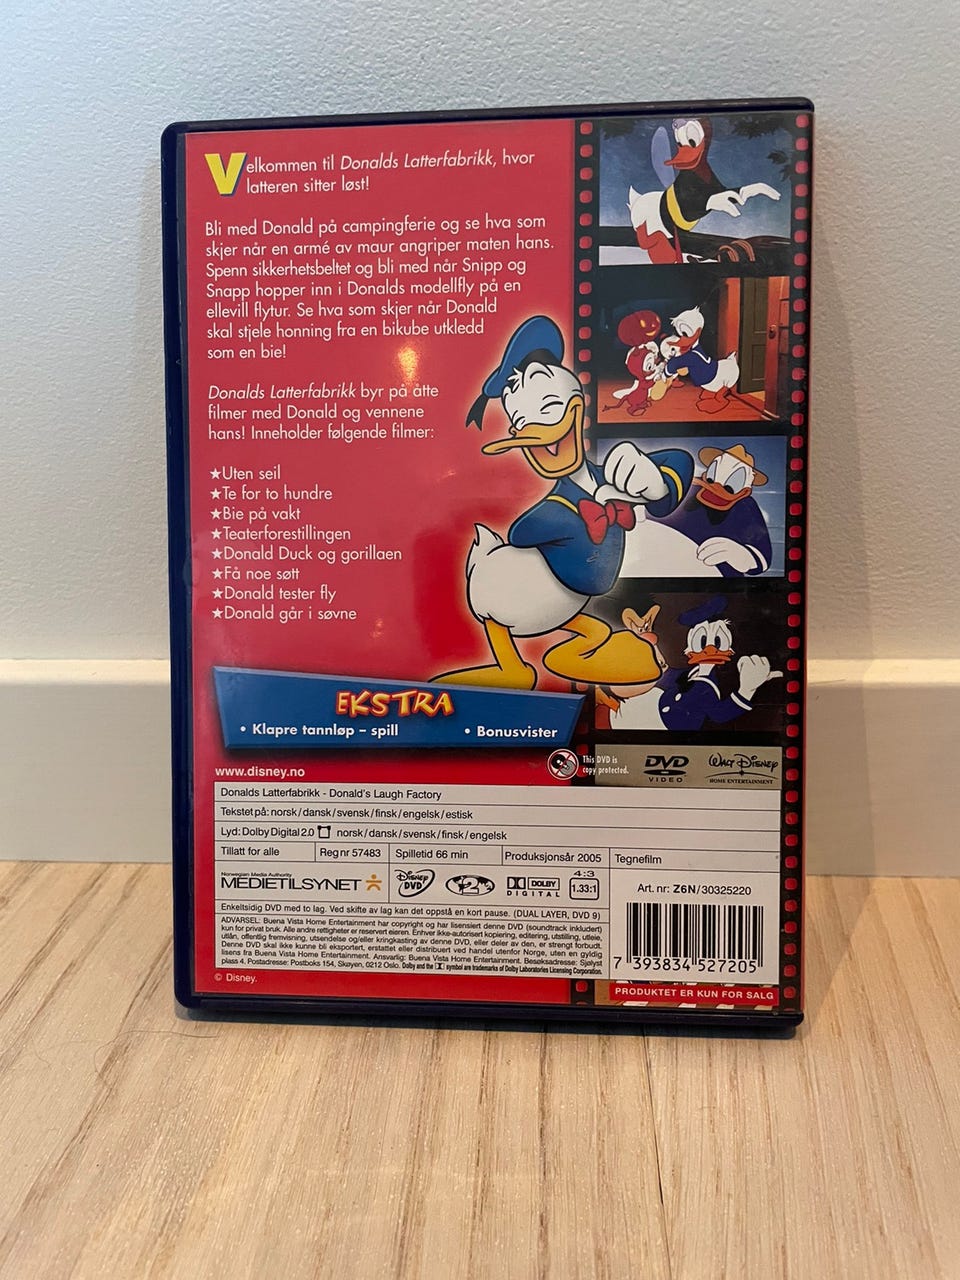 Velkommen til Donalds Latterfabrikk, hvor
latteren sitter løst!
Bli med Donald på campingferie og se hva som
skjer når en armé av maur angriper maten hans.
Spenn sikkerhetsbeltet og bli med når Snipp og
Snapp hopper inn i Donalds modellfly på en
ellevill flytur. Se hva som skjer når Donald
skal stjele honning fra en bikube utkledd
som en bie!
Donalds Latterfabrikk byr på åtte
filmer med Donald og vennene
hans! Inneholder følgende filmer:
★Uten seil
★Te for to hundre
★Bie på vakt
★Teaterforestillingen
★Donald Duck og gorillaen
★Få noe søtt
★Donald tester fly
★Donald går i søvne
EKSTRA
• Klapre tannløp – spill • Bonusvister
www.disney.no
This DVD is
copy protected.
DVD
VIDEO
WALT DISNEY
HOME ENTERTAINMENT
Donalds Latterfabrikk - Donald's Laugh Factory
Tekstet på: norsk/dansk/svensk/finsk/engelsk/estisk
Lyd: Dolby Digital 2.0 norsk/dansk/svensk/finsk/engelsk
Tillatt for alle Reg nr 57483 Spilletid 66 min Produksjonsår 2005 Tegnefilm
Norwegian Media Authority
MEDIETILSYNET
DISNEY
DVD
2
DOLBY
DIGITAL
4:3
1.33:1
Art. nr: Z6N/30325220
Enkeltsidig DVD med to lag. Ved skifte av lag kan det oppstå en kort pause. (DUAL LAYER, DVD 9)
ADVARSEL: Buena Vista Home Entertainment har copyright og har lisensiert denne DVD (soundtrack inkludert)
kun for privat bruk. Alle andre rettigheter er reservert eieren. Enhver ikke-autorisert kopiering, editering, utstilling, utleie,
utlån, offentlig fremvisning, utsendelse og/eller kringkasting av denne DVD, eller deler av den, er strengt forbudt.
Denne DVD skal ikke kunne bli eksportert, erstattet eller distribuert ved handel utenfor Norge, uten en gyldig
lisens fra Buena Vista Home Entertainment. Ansvarlig: Buena Vista Home Entertainment. Besøksadresse: Sjølyst
plass 4. Postadresse: Postboks 154, Skøyen, 0212 Oslo. Dolby and the symbol are trademarks of Dolby Laboratories Licensing Corporation.
7 393834 527205
© Disney.
PRODUKTET ER KUN FOR SALG